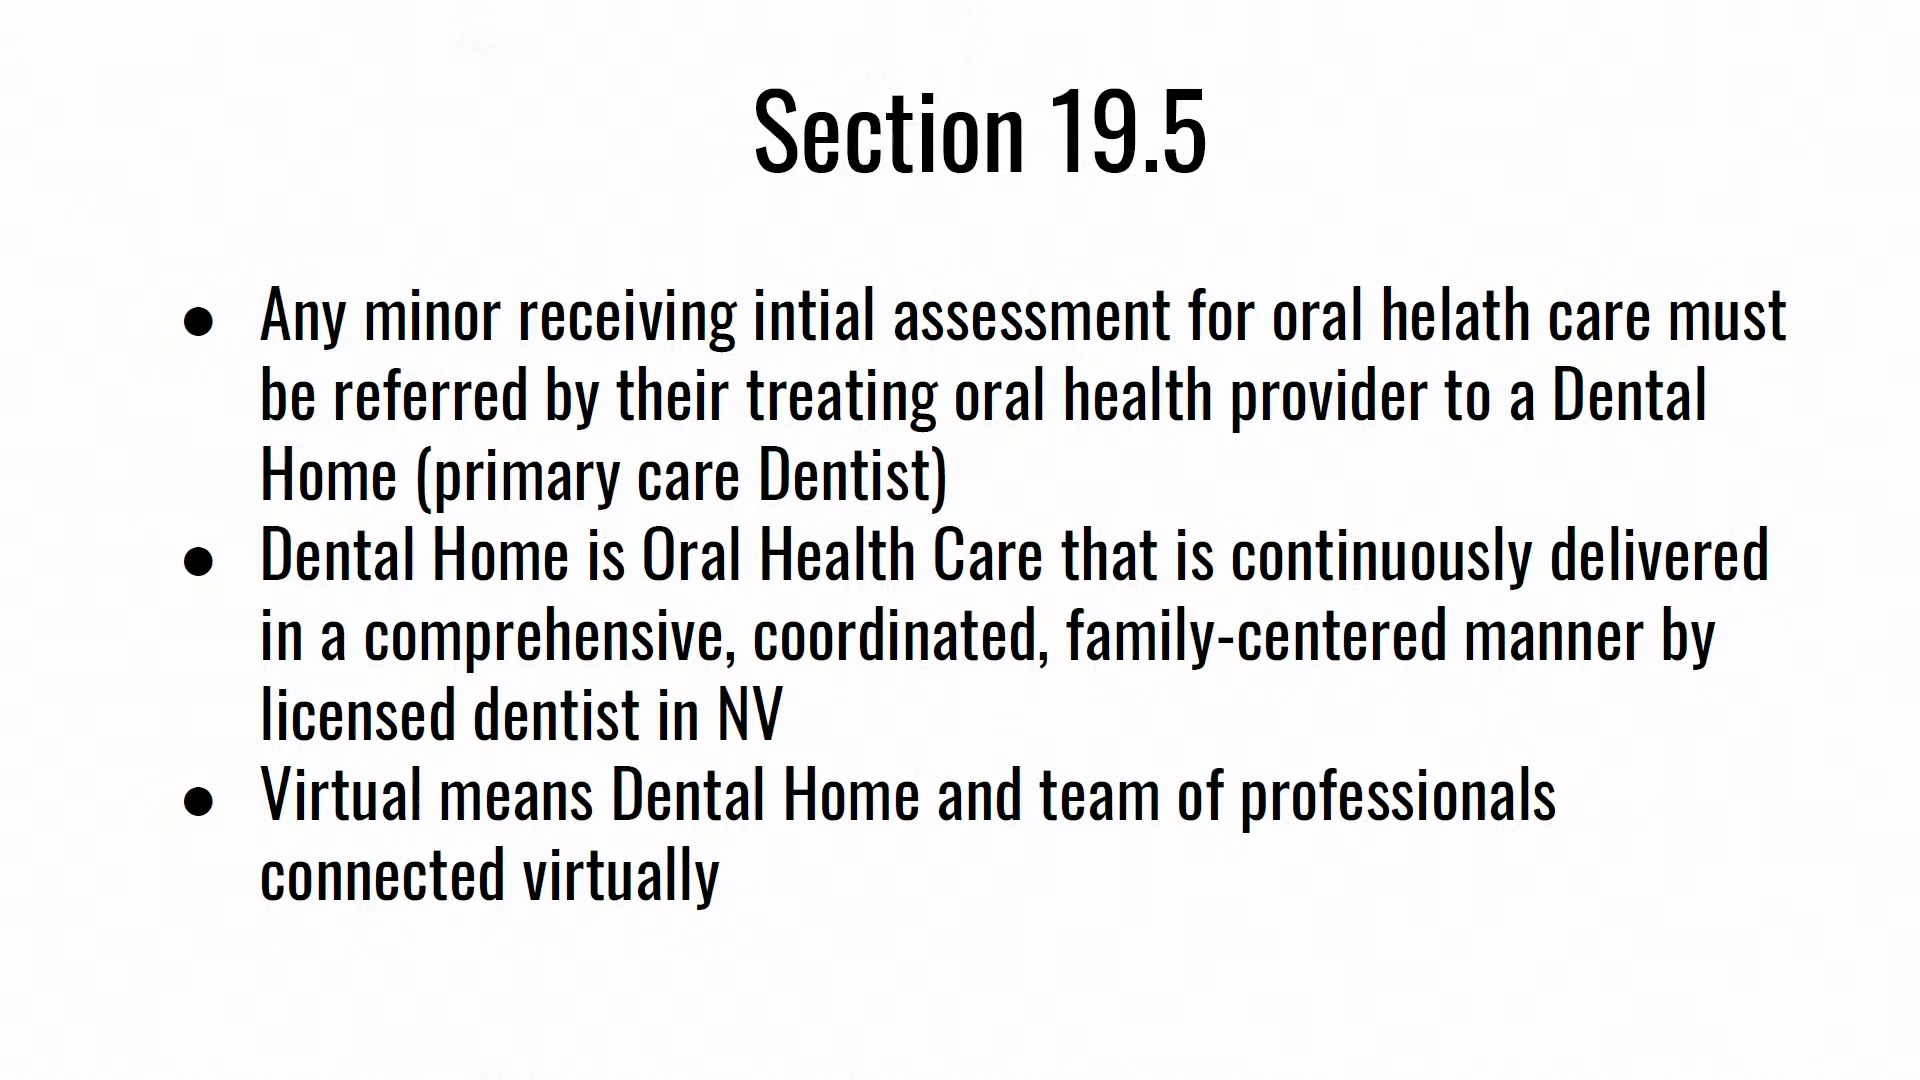 Section 19.5
● Any minor receiving intial assessment for oral helath care must
be referred by their treating oral health provider to a Dental
Home (primary care Dentist)
● Dental Home is Oral Health Care that is continuously delivered
in a comprehensive, coordinated, family-centered manner by
licensed dentist in NV
● Virtual means Dental Home and team of professionals
connected virtually